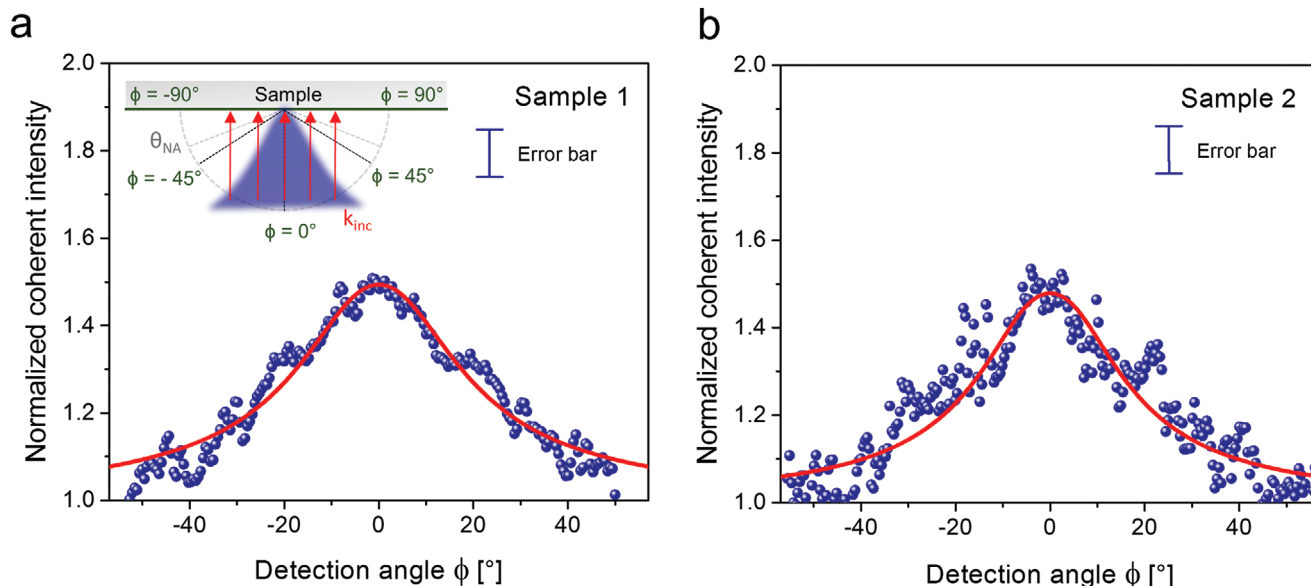 a
2.0
1.8
1.6
1.4
1.2
1.0
Normalized coherent intensity
ϕ = -90°
Sample
ϕ = 90°
θNA
ϕ = - 45°
ϕ = 45°
kinc
ϕ = 0°
Sample 1
Error bar
-40
-20
0
20
40
Detection angle ϕ [°]
b
2.0
1.8
1.6
1.4
1.2
1.0
Normalized coherent intensity
Sample 2
Error bar
-40
-20
0
20
40
Detection angle ϕ [°]